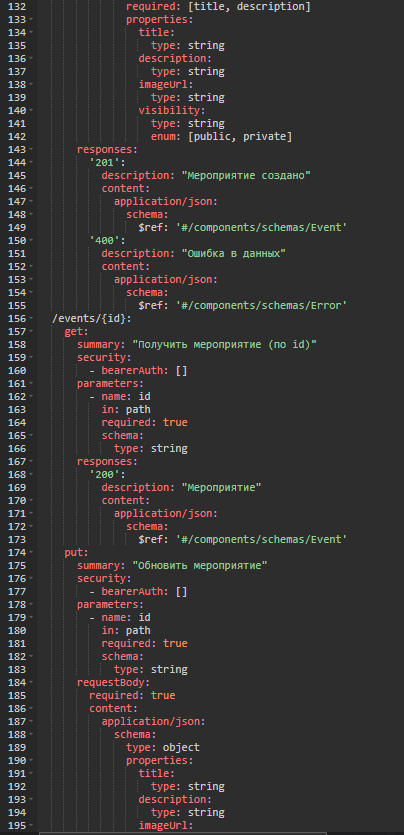 132 required: [title, description]
133 properties:
134 title:
135 type: string
136 description:
137 type: string
138 imageUrl:
139 type: string
140 visibility:
141 type: string
142 enum: [public, private]
143 responses:
144 '201':
145 description: "Мероприятие создано"
146 content:
147 application/json:
148 schema:
149 $ref: '#/components/schemas/Event'
150 '400':
151 description: "Ошибка в данных"
152 content:
153 application/json:
154 schema:
155 $ref: '#/components/schemas/Error'
156 /events/{id}:
157 get:
158 summary: "Получить мероприятие (по id)"
159 security:
160 - bearerAuth: []
161 parameters:
162 - name: id
163 in: path
164 required: true
165 schema:
166 type: string
167 responses:
168 '200':
169 description: "Мероприятие"
170 content:
171 application/json:
172 schema:
173 $ref: '#/components/schemas/Event'
174 put:
175 summary: "Обновить мероприятие"
176 security:
177 - bearerAuth: []
178 parameters:
179 - name: id
180 in: path
181 required: true
182 schema:
183 type: string
184 requestBody:
185 required: true
186 content:
187 application/json:
188 schema:
189 type: object
190 properties:
191 title:
192 type: string
193 description:
194 type: string
195 imageUrl: